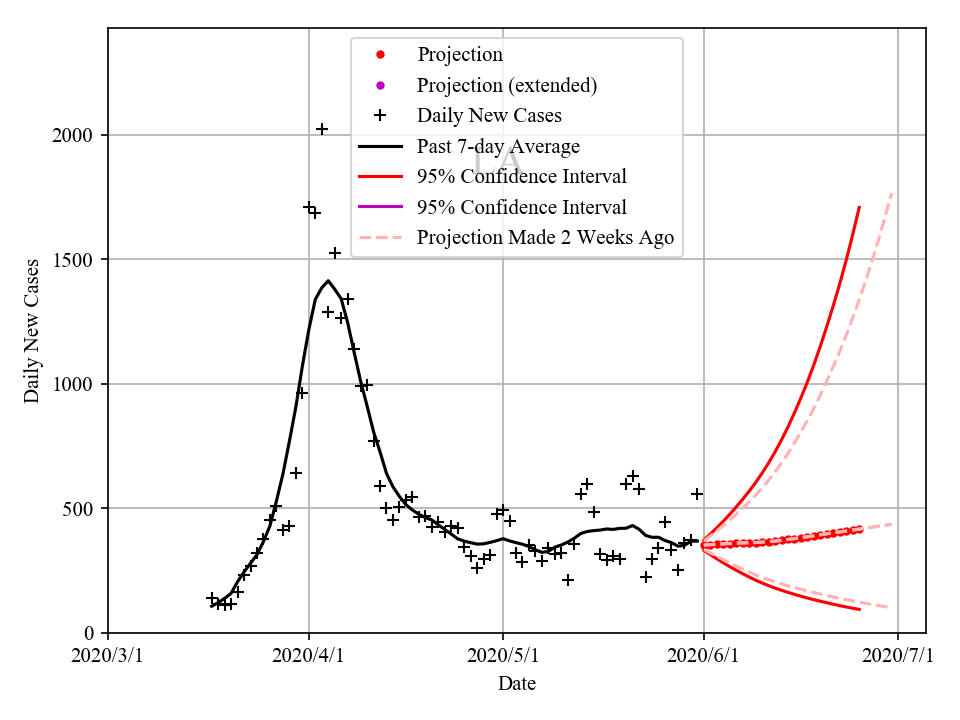 Projection
Projection (extended)
Daily New Cases
Past 7-day Average
LA
95% Confidence Interval
95% Confidence Interval
Projection Made 2 Weeks Ago
Daily New Cases
2000
1500
1000
500
0
2020/3/1
2020/4/1
2020/5/1
2020/6/1
2020/7/1
Date